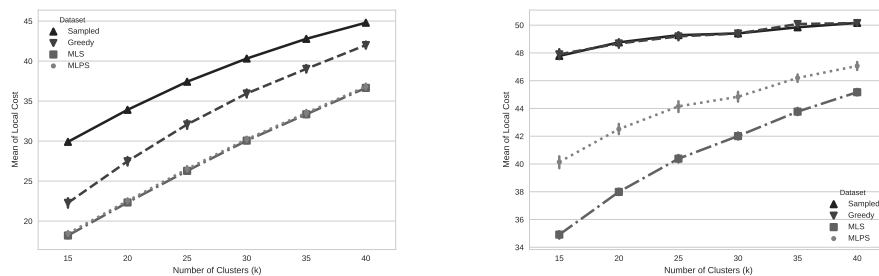 Dataset
Sampled
Greedy
MLS
MLPS
45
40
35
30
25
20
15 20 25 30 35 40
Number of Clusters (k)
Mean of Local Cost
50
48
46
44
42
40
38
36
34
Dataset
Sampled
Greedy
MLS
MLPS
15 20 25 30 35 40
Number of Clusters (k)
Mean of Local Cost